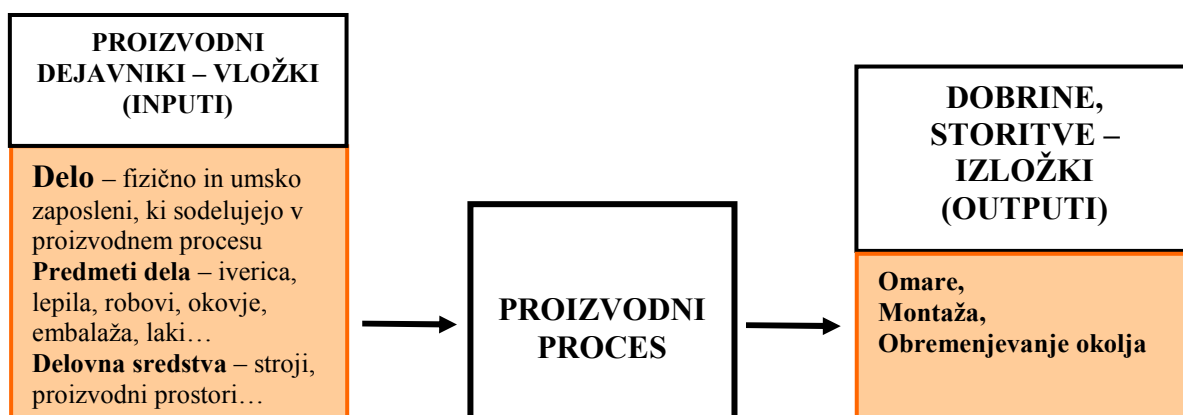 PROIZVODNI
DEJAVNIKI – VLOŽKI
(INPUTI)
Delo – fizično in umsko
zaposleni, ki sodelujejo v
proizvodnem procesu
Predmeti dela – iverica,
lepila, robovi, okovje,
embalaža, laki…
Delovna sredstva – stroji,
proizvodni prostori…
PROIZVODNI
PROCES
DOBRINE,
STORITVE –
IZLOŽKI
(OUTPUTI)
Omare,
Montaža,
Obremenjevanje okolja